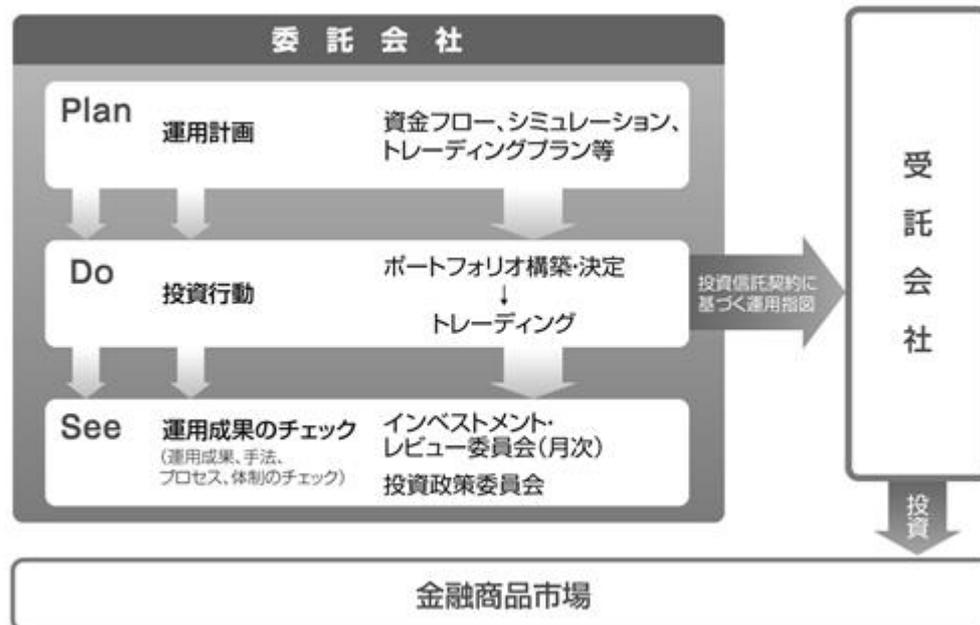 委託会社
Plan
運用計画
資金フロー、シミュレーション、
トレーディングプラン等
Do
投資行動
ポートフォリオ構築・決定
↓
トレーディング
投資信託契約に
基づく運用指図
See
運用成果のチェック
(運用成果、手法、
プロセス、体制のチェック)
インベストメント・
レビュー委員会(月次)
投資政策委員会
受託会社
投資
金融商品市場